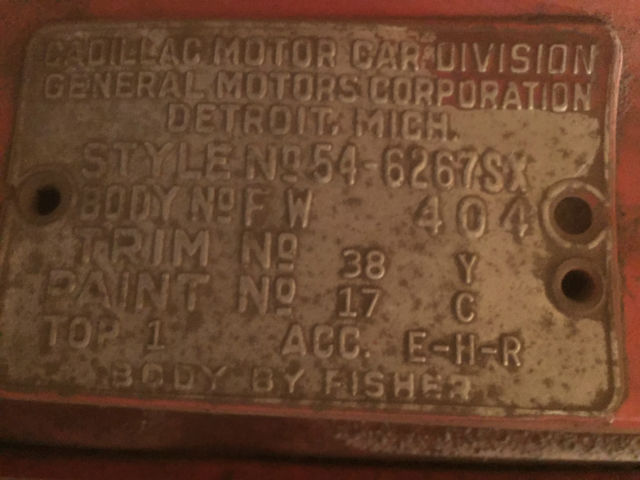 CADILLAC MOTOR CAR DIVISION
GENERAL MOTORS CORPORATION
DETROIT, MICH.
STYLE Nº 54-6267SX
BODY Nº FW 404
TRIM Nº 38 Y
PAINT Nº 17 C
TOP 1 ACC. E-H-R
BODY BY FISHER